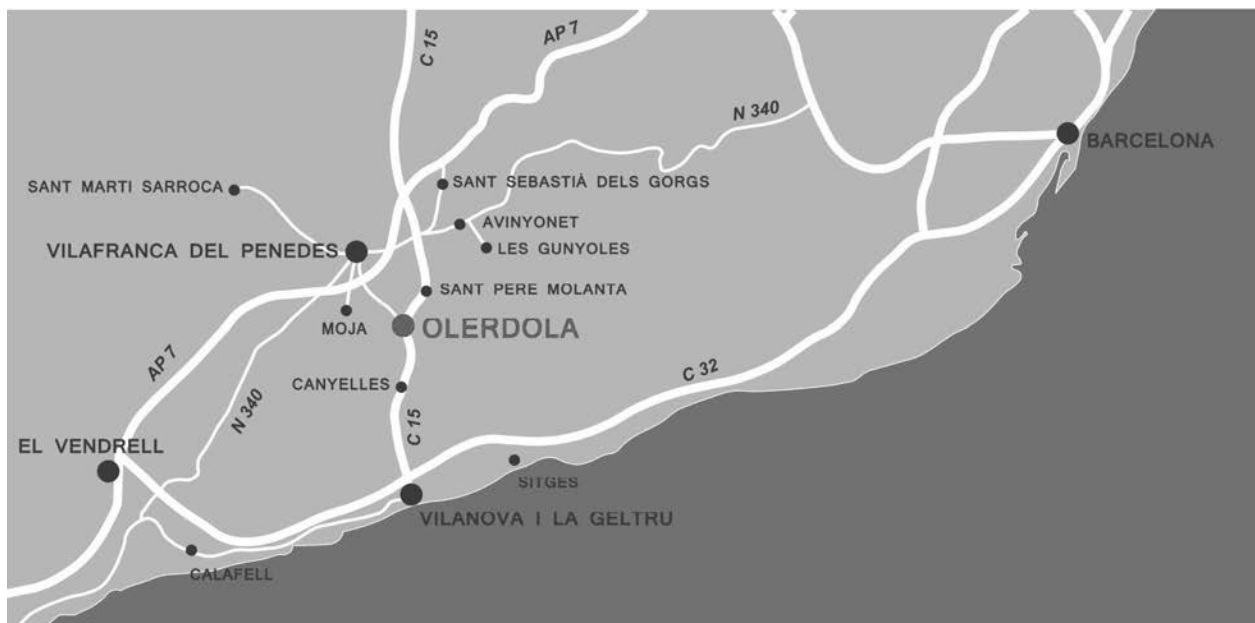 AP 7
C 15
N 340
BARCELONA
SANT MARTI SARROCA
SANT SEBASTIÀ DELS GORGS
AVINYONET
VILAFRANCA DEL PENEDES
LES GUNYOLES
SANT PERE MOLANTA
MOJA
OLERDOLA
AP 7
C 32
CANYELLES
N 340
C 15
EL VENDRELL
SITGES
VILANOVA I LA GELTRU
CALAFELL